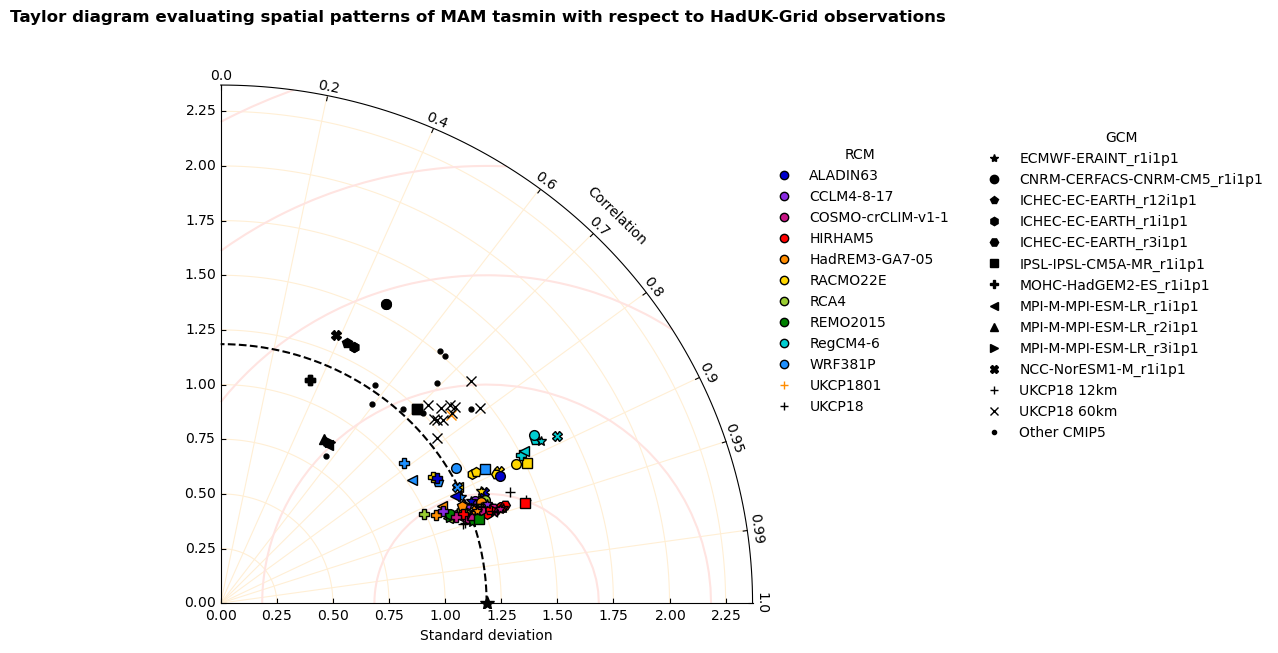 Taylor diagram evaluating spatial patterns of MAM tasmin with respect to HadUK-Grid observations
0.0
0.2
0.4
0.6
0.7
0.8
0.9
0.95
0.99
1.0
Correlation
2.25
2.00
1.75
1.50
1.25
1.00
0.75
0.50
0.25
0.00
0.00 0.25 0.50 0.75 1.00 1.25 1.50 1.75 2.00 2.25
Standard deviation
RCM
ALADIN63
CCLM4-8-17
COSMO-crCLIM-v1-1
HIRHAM5
HadREM3-GA7-05
RACMO22E
RCA4
REMO2015
RegCM4-6
WRF381P
UKCP1801
UKCP18
GCM
ECMWF-ERAINT_r1i1p1
CNRM-CERFACS-CNRM-CM5_r1i1p1
ICHEC-EC-EARTH_r12i1p1
ICHEC-EC-EARTH_r1i1p1
ICHEC-EC-EARTH_r3i1p1
IPSL-IPSL-CM5A-MR_r1i1p1
MOHC-HadGEM2-ES_r1i1p1
MPI-M-MPI-ESM-LR_r1i1p1
MPI-M-MPI-ESM-LR_r2i1p1
MPI-M-MPI-ESM-LR_r3i1p1
NCC-NorESM1-M_r1i1p1
UKCP18 12km
UKCP18 60km
Other CMIP5